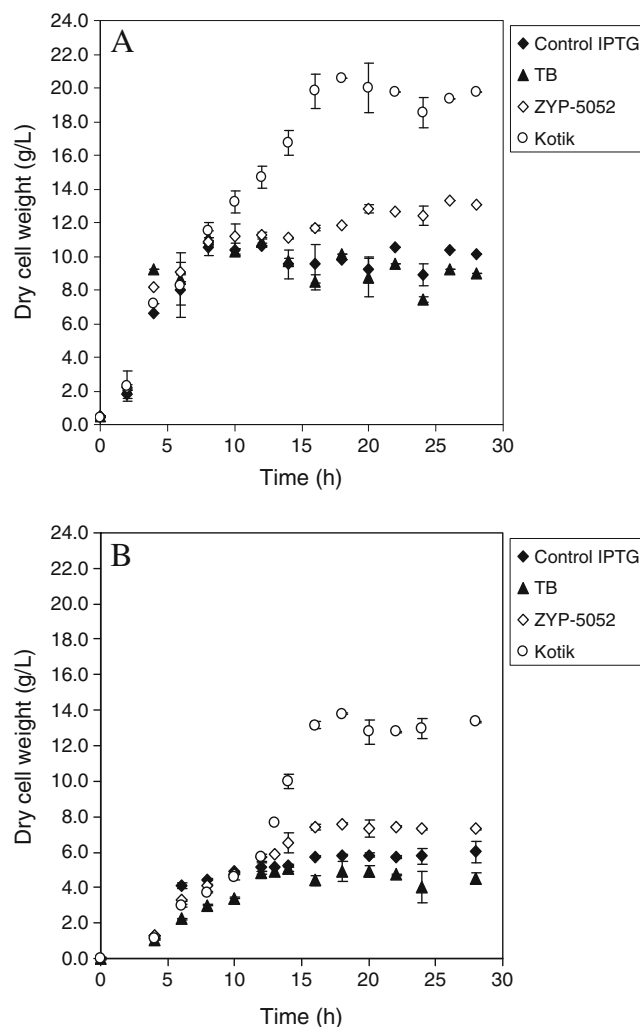 A
24.0
22.0
20.0
18.0
16.0
14.0
12.0
10.0
8.0
6.0
4.0
2.0
0.0
Dry cell weight (g/L)
0 5 10 15 20 25 30
Time (h)
Control IPTG
TB
ZYP-5052
Kotik
B
24.0
22.0
20.0
18.0
16.0
14.0
12.0
10.0
8.0
6.0
4.0
2.0
0.0
Dry cell weight (g/L)
0 5 10 15 20 25 30
Time (h)
Control IPTG
TB
ZYP-5052
Kotik